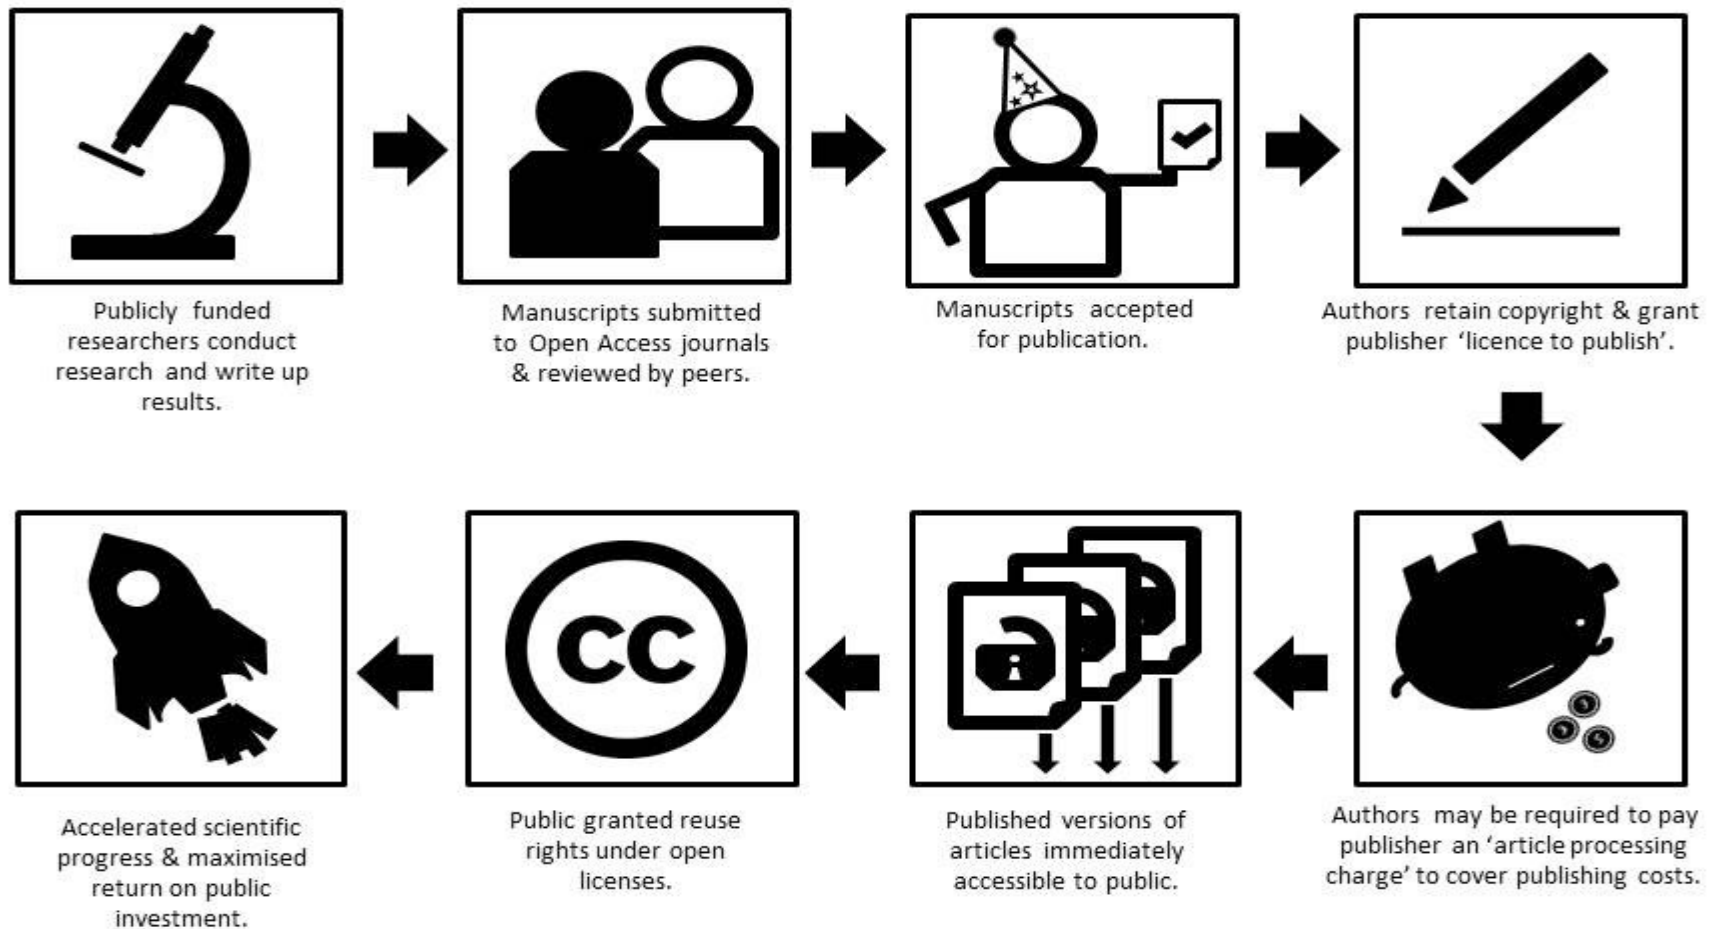 Publicly funded
researchers conduct
research and write up
results.
Manuscripts submitted
to Open Access journals
& reviewed by peers.
Manuscripts accepted
for publication.
Authors retain copyright & grant
publisher ‘licence to publish’.
Authors may be required to pay
publisher an ‘article processing
charge’ to cover publishing costs.
Published versions of
articles immediately
accessible to public.
cc
Public granted reuse
rights under open
licenses.
Accelerated scientific
progress & maximised
return on public
investment.